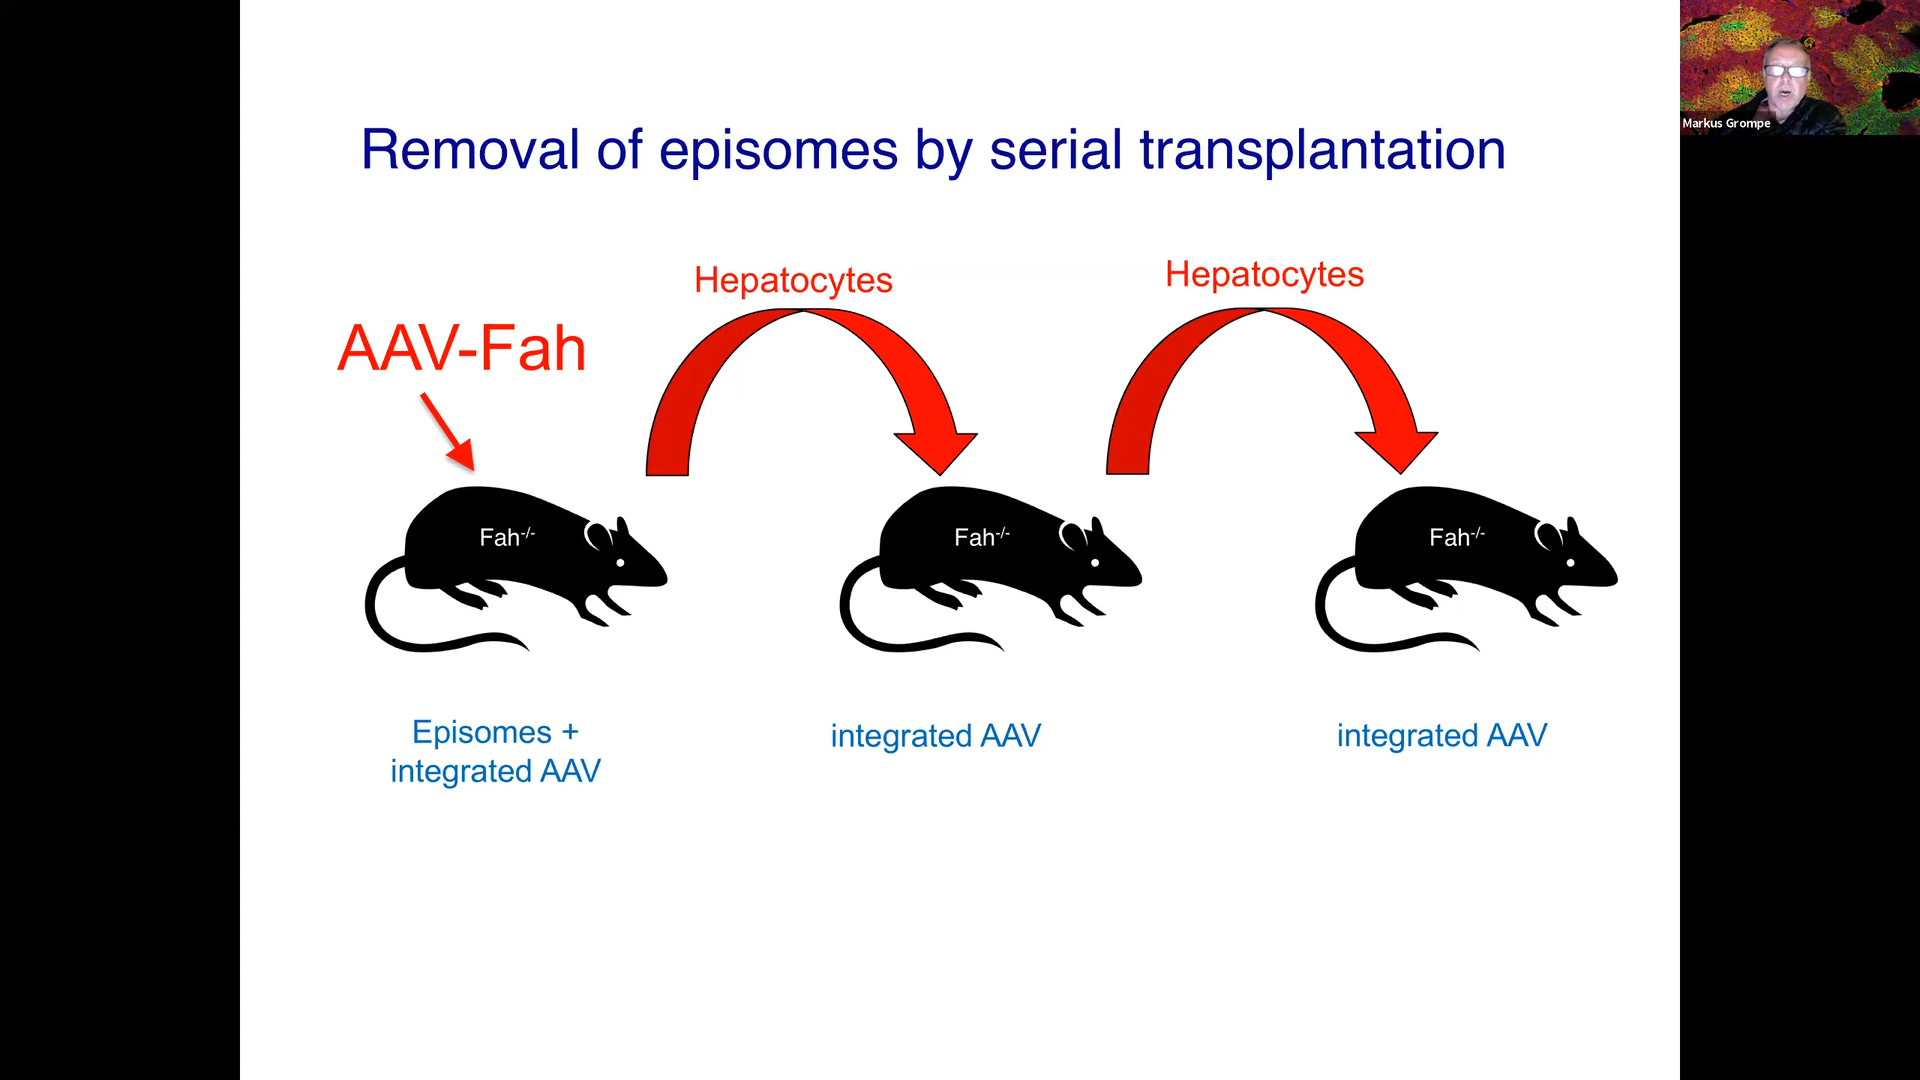 Markus Grompe
Removal of episomes by serial transplantation
Hepatocytes
Hepatocytes
AAV-Fah
Fah-/-
Fah-/-
Fah-/-
Episomes +
integrated AAV
integrated AAV
integrated AAV